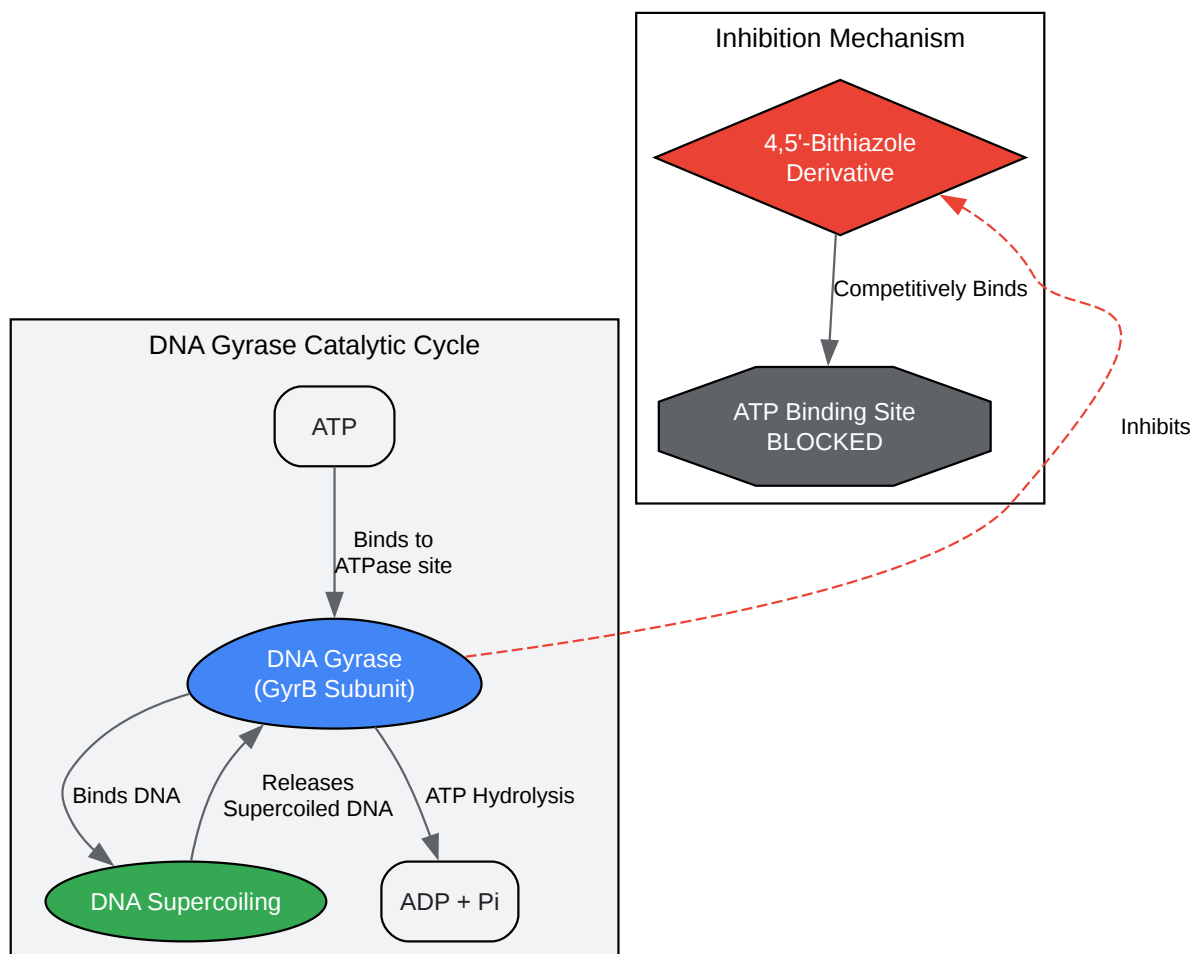 Inhibition Mechanism
4,5'-Bithiazole
Derivative
Competitively Binds
ATP Binding Site
BLOCKED
Inhibits
DNA Gyrase Catalytic Cycle
ATP
Binds to
ATPase site
DNA Gyrase
(GyrB Subunit)
Binds DNA
Releases
Supercoiled DNA
ATP Hydrolysis
DNA Supercoiling
ADP + Pi